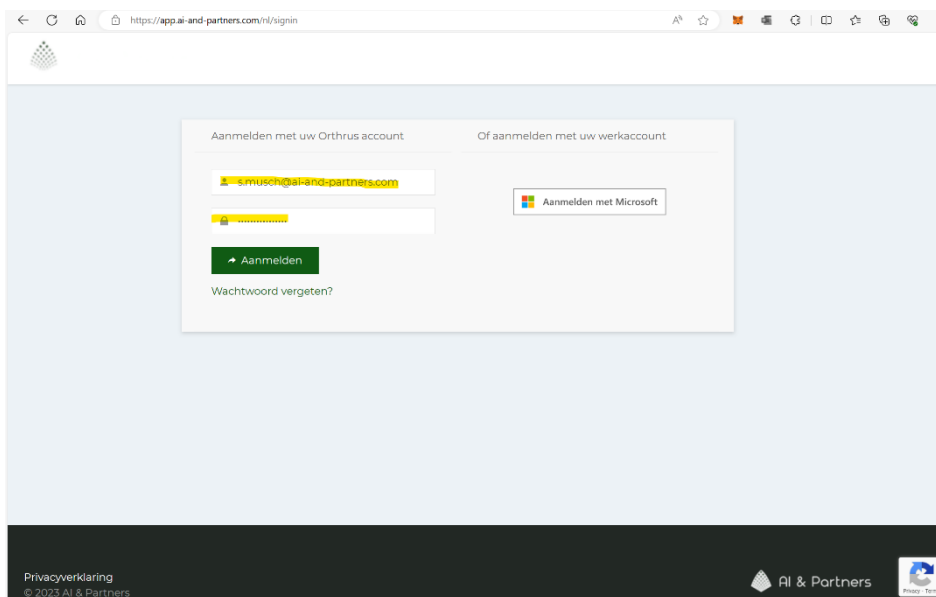 https://app.ai-and-partners.com/nl/signin
Aanmelden met uw Orthrus account
Of aanmelden met uw werkaccount
s.musch@ai-and-partners.com
Aanmelden met Microsoft
................
Aanmelden
Wachtwoord vergeten?
Privacyverklaring
© 2023 AI & Partners
AI & Partners